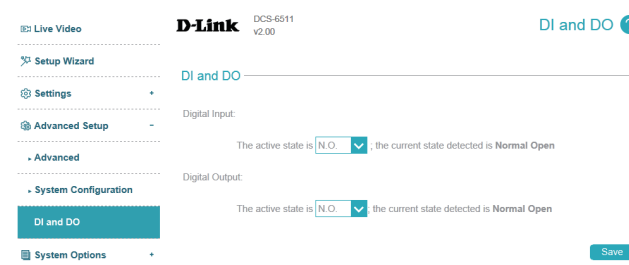 Live Video
Setup Wizard
Settings +
Advanced Setup -
Advanced
System Configuration
DI and DO
System Options +
D-Link DCS-6511
v2.00
DI and DO ?
DI and DO
Digital Input:
The active state is N.O. ; the current state detected is Normal Open
Digital Output:
The active state is N.O. ; the current state detected is Normal Open
Save